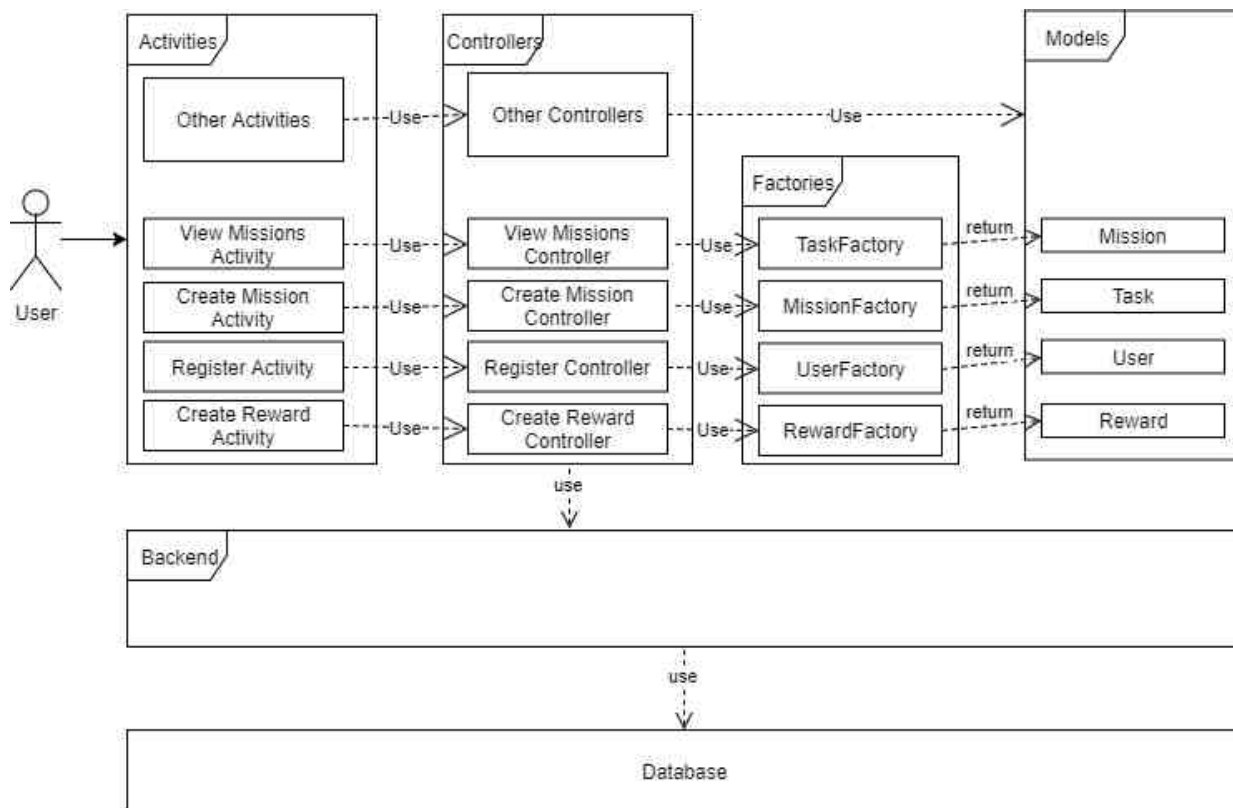 Activities
Controllers
Models
Other Activities
Use
Other Controllers
Use
Factories
View Missions
Activity
Use
View Missions
Controller
Use
TaskFactory
return
Mission
User
Create Mission
Activity
Use
Create Mission
Controller
Use
MissionFactory
return
Task
Register Activity
Use
Register Controller
Use
UserFactory
return
User
Create Reward
Activity
Use
Create Reward
Controller
Use
RewardFactory
return
Reward
use
Backend
use
Database